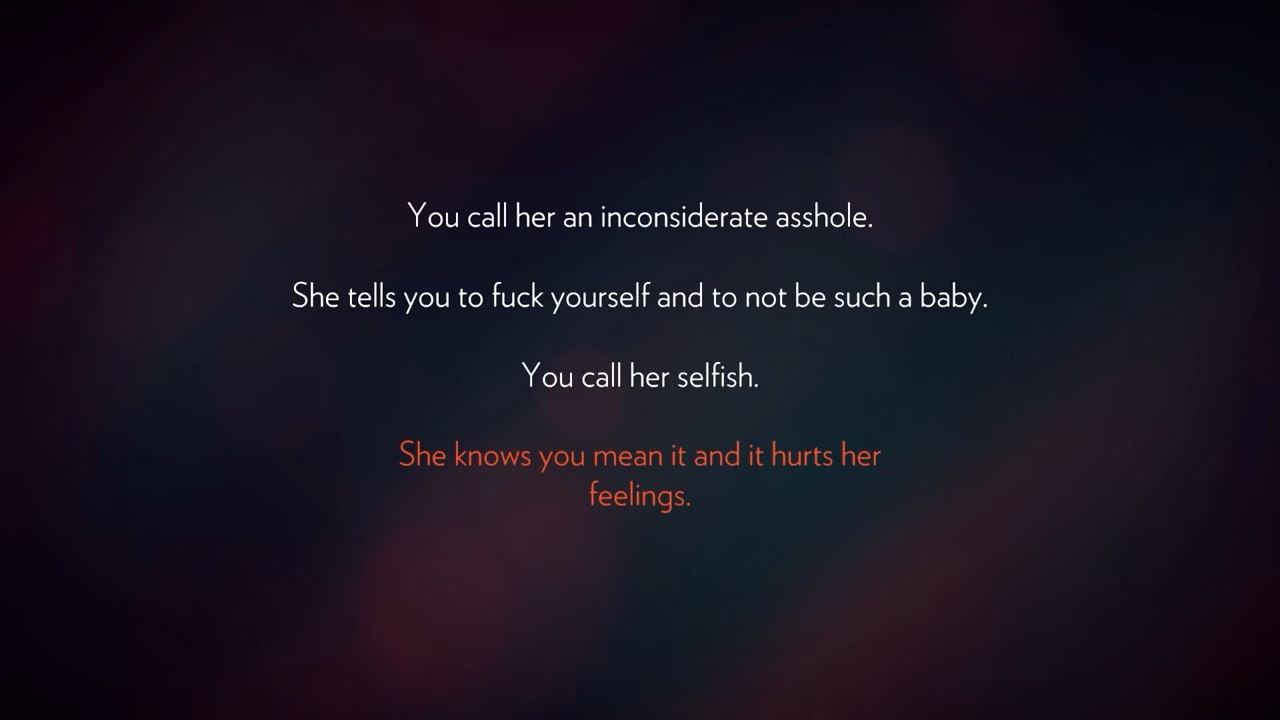 You call her an inconsiderate asshole.
She tells you to fuck yourself and to not be such a baby.
You call her selfish.
She knows you mean it and it hurts her
feelings.